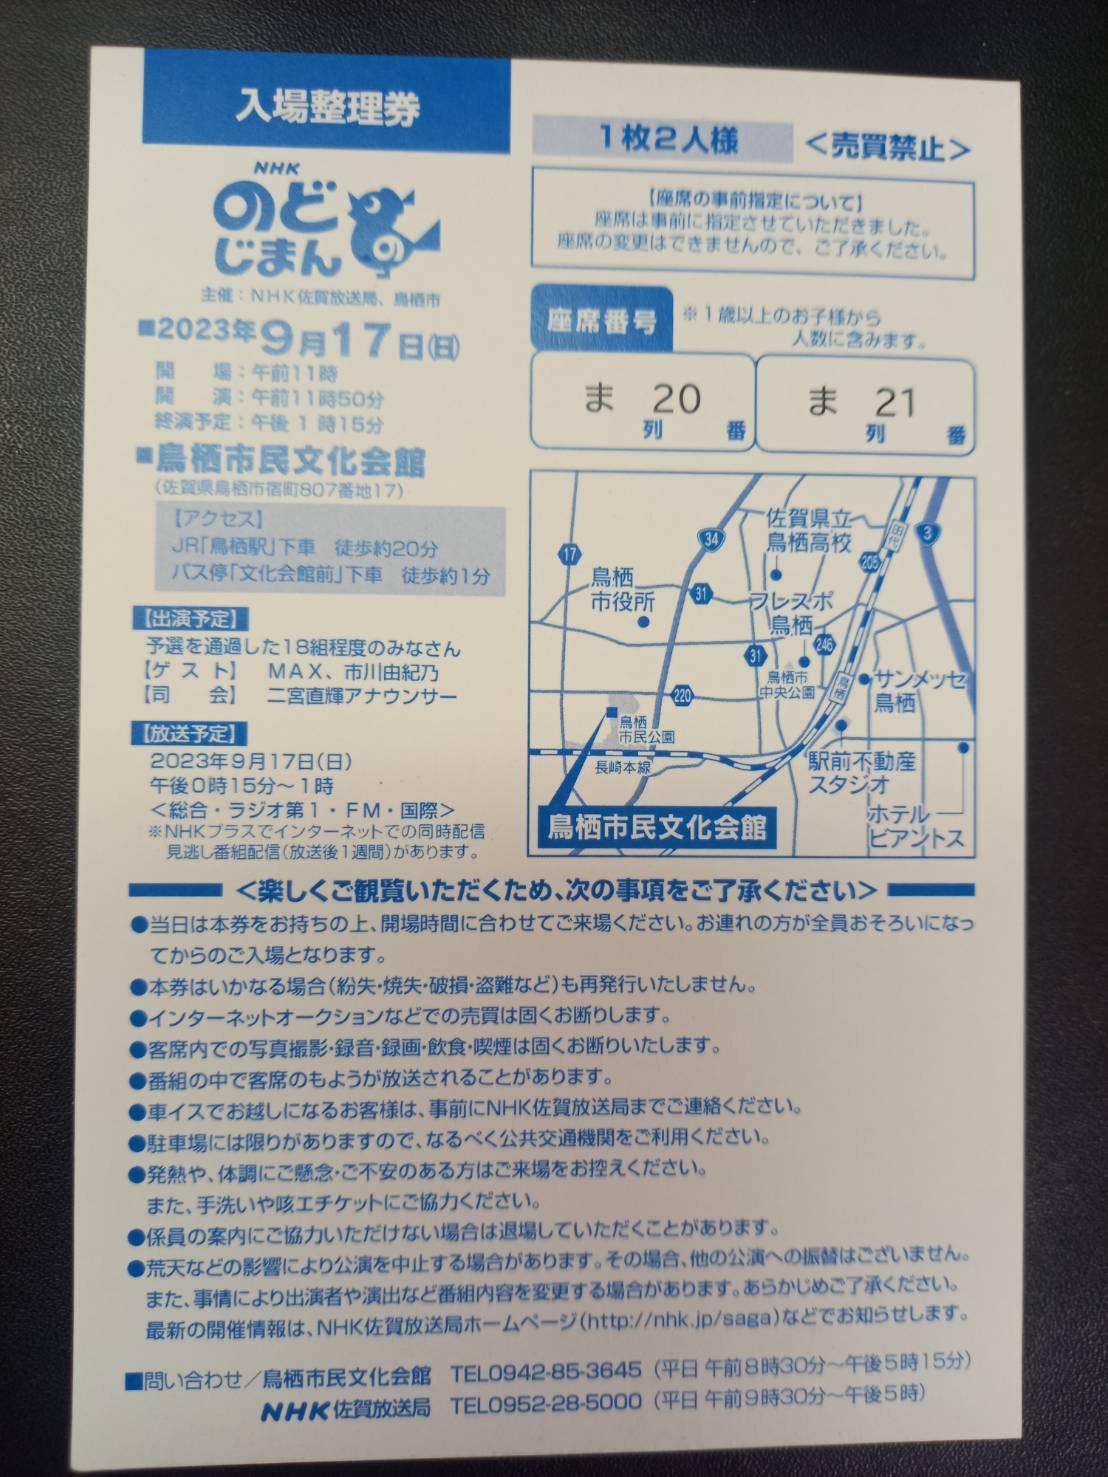 入場整理券
NHK
のど
じまん
主催：NHK佐賀放送局、鳥栖市
■2023年9月17日(日)
開　　場：午前11時
開　　演：午前11時50分
終演予定：午後 1 時15分
■鳥栖市民文化会館
（佐賀県鳥栖市宿町807番地17）
【アクセス】
JR「鳥栖駅」下車　徒歩約20分
バス停「文化会館前」下車　徒歩約1分
【出演予定】
予選を通過した18組程度のみなさん
【ゲ ス ト】　MAX、市川由紀乃
【司　　会】　二宮直輝アナウンサー
【放送予定】
2023年9月17日(日)
午後0時15分～1時
＜総合・ラジオ第1・FM・国際＞
※NHKプラスでインターネットでの同時配信
見逃し番組配信(放送後1週間)があります。
1枚2人様　＜売買禁止＞
【座席の事前指定について】
座席は事前に指定させていただきました。
座席の変更はできませんので、ご了承ください。
座席番号
※1歳以上のお子様から
人数に含みます。
ま 20
列 番
ま 21
列 番
佐賀県立
鳥栖高校
34
3
田代
17
205
鳥栖
市役所
31
フレスポ
鳥栖
246
31
鳥栖市
中央公園
鳥栖
サンメッセ
鳥栖
220
鳥栖
市民公園
長崎本線
駅前不動産
スタジオ
ホテル
ビアントス
鳥栖市民文化会館
＜楽しくご観覧いただくため、次の事項をご了承ください＞
●当日は本券をお持ちの上、開場時間に合わせてご来場ください。お連れの方が全員おそろいになっ
てからのご入場となります。
●本券はいかなる場合（紛失・焼失・破損・盗難など）も再発行いたしません。
●インターネットオークションなどでの売買は固くお断りします。
●客席内での写真撮影・録音・録画・飲食・喫煙は固くお断りいたします。
●番組の中で客席のもようが放送されることがあります。
●車イスでお越しになるお客様は、事前にNHK佐賀放送局までご連絡ください。
●駐車場には限りがありますので、なるべく公共交通機関をご利用ください。
●発熱や、体調にご懸念・ご不安のある方はご来場をお控えください。
また、手洗いや咳エチケットにご協力ください。
●係員の案内にご協力いただけない場合は退場していただくことがあります。
●荒天などの影響により公演を中止する場合があります。その場合、他の公演への振替はございません。
また、事情により出演者や演出など番組内容を変更する場合があります。あらかじめご了承ください。
最新の開催情報は、NHK佐賀放送局ホームページ(http://nhk.jp/saga)などでお知らせします。
■問い合わせ／鳥栖市民文化会館　TEL0942-85-3645（平日 午前8時30分～午後5時15分）
NHK佐賀放送局　TEL0952-28-5000（平日 午前9時30分～午後5時）